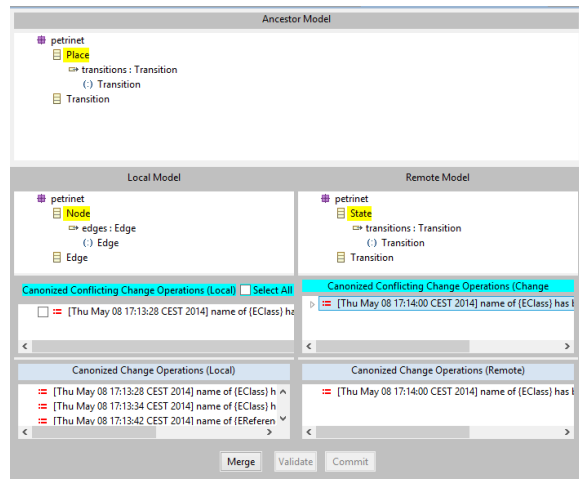 Ancestor Model
petrinet
Place
transitions : Transition
(:) Transition
Transition
Local Model
petrinet
Node
edges : Edge
(:) Edge
Edge
Remote Model
petrinet
State
transitions : Transition
(:) Transition
Transition
Canonized Conflicting Change Operations (Local) Select All
[Thu May 08 17:13:28 CEST 2014] name of {EClass} ha
Canonized Conflicting Change Operations (Change
[Thu May 08 17:14:00 CEST 2014] name of {EClass} has b
Canonized Change Operations (Local)
[Thu May 08 17:13:28 CEST 2014] name of {EClass} h
[Thu May 08 17:13:34 CEST 2014] name of {EClass} h
[Thu May 08 17:13:42 CEST 2014] name of {EReferen
Canonized Change Operations (Remote)
[Thu May 08 17:14:00 CEST 2014] name of {EClass} has b
Merge Validate Commit